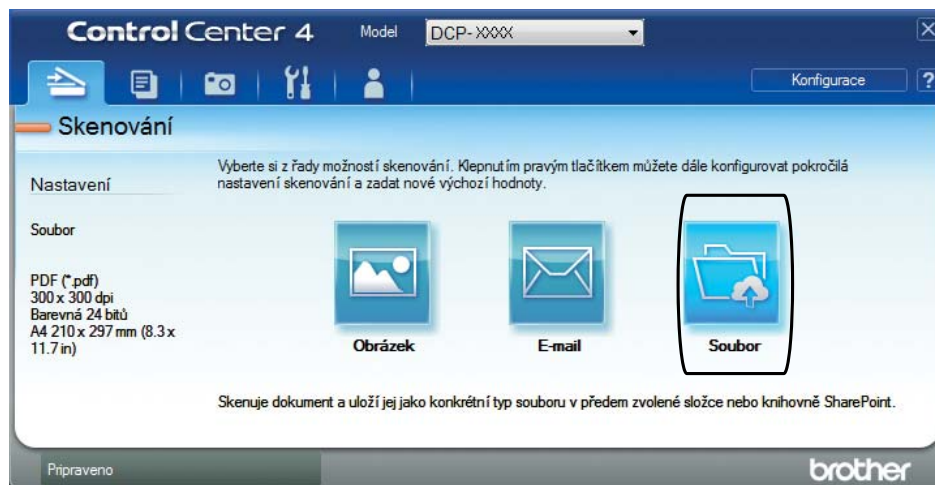 Control Center 4
Model
DCP-XXXX
Konfigurace
?
Skenování
Nastavení
Soubor
PDF (*.pdf)
300 x 300 dpi
Barevná 24 bitů
A4 210 x 297 mm (8.3 x
11.7 in)
Vyberte si z řady možností skenování. Klepnutím pravým tlačítkem můžete dále konfigurovat pokročilá
nastavení skenování a zadat nové výchozí hodnoty.
Obrázek
E-mail
Soubor
Skenuje dokument a uloží jej jako konkrétní typ souboru v předem zvolené složce nebo knihovně SharePoint.
Pripraveno
brother